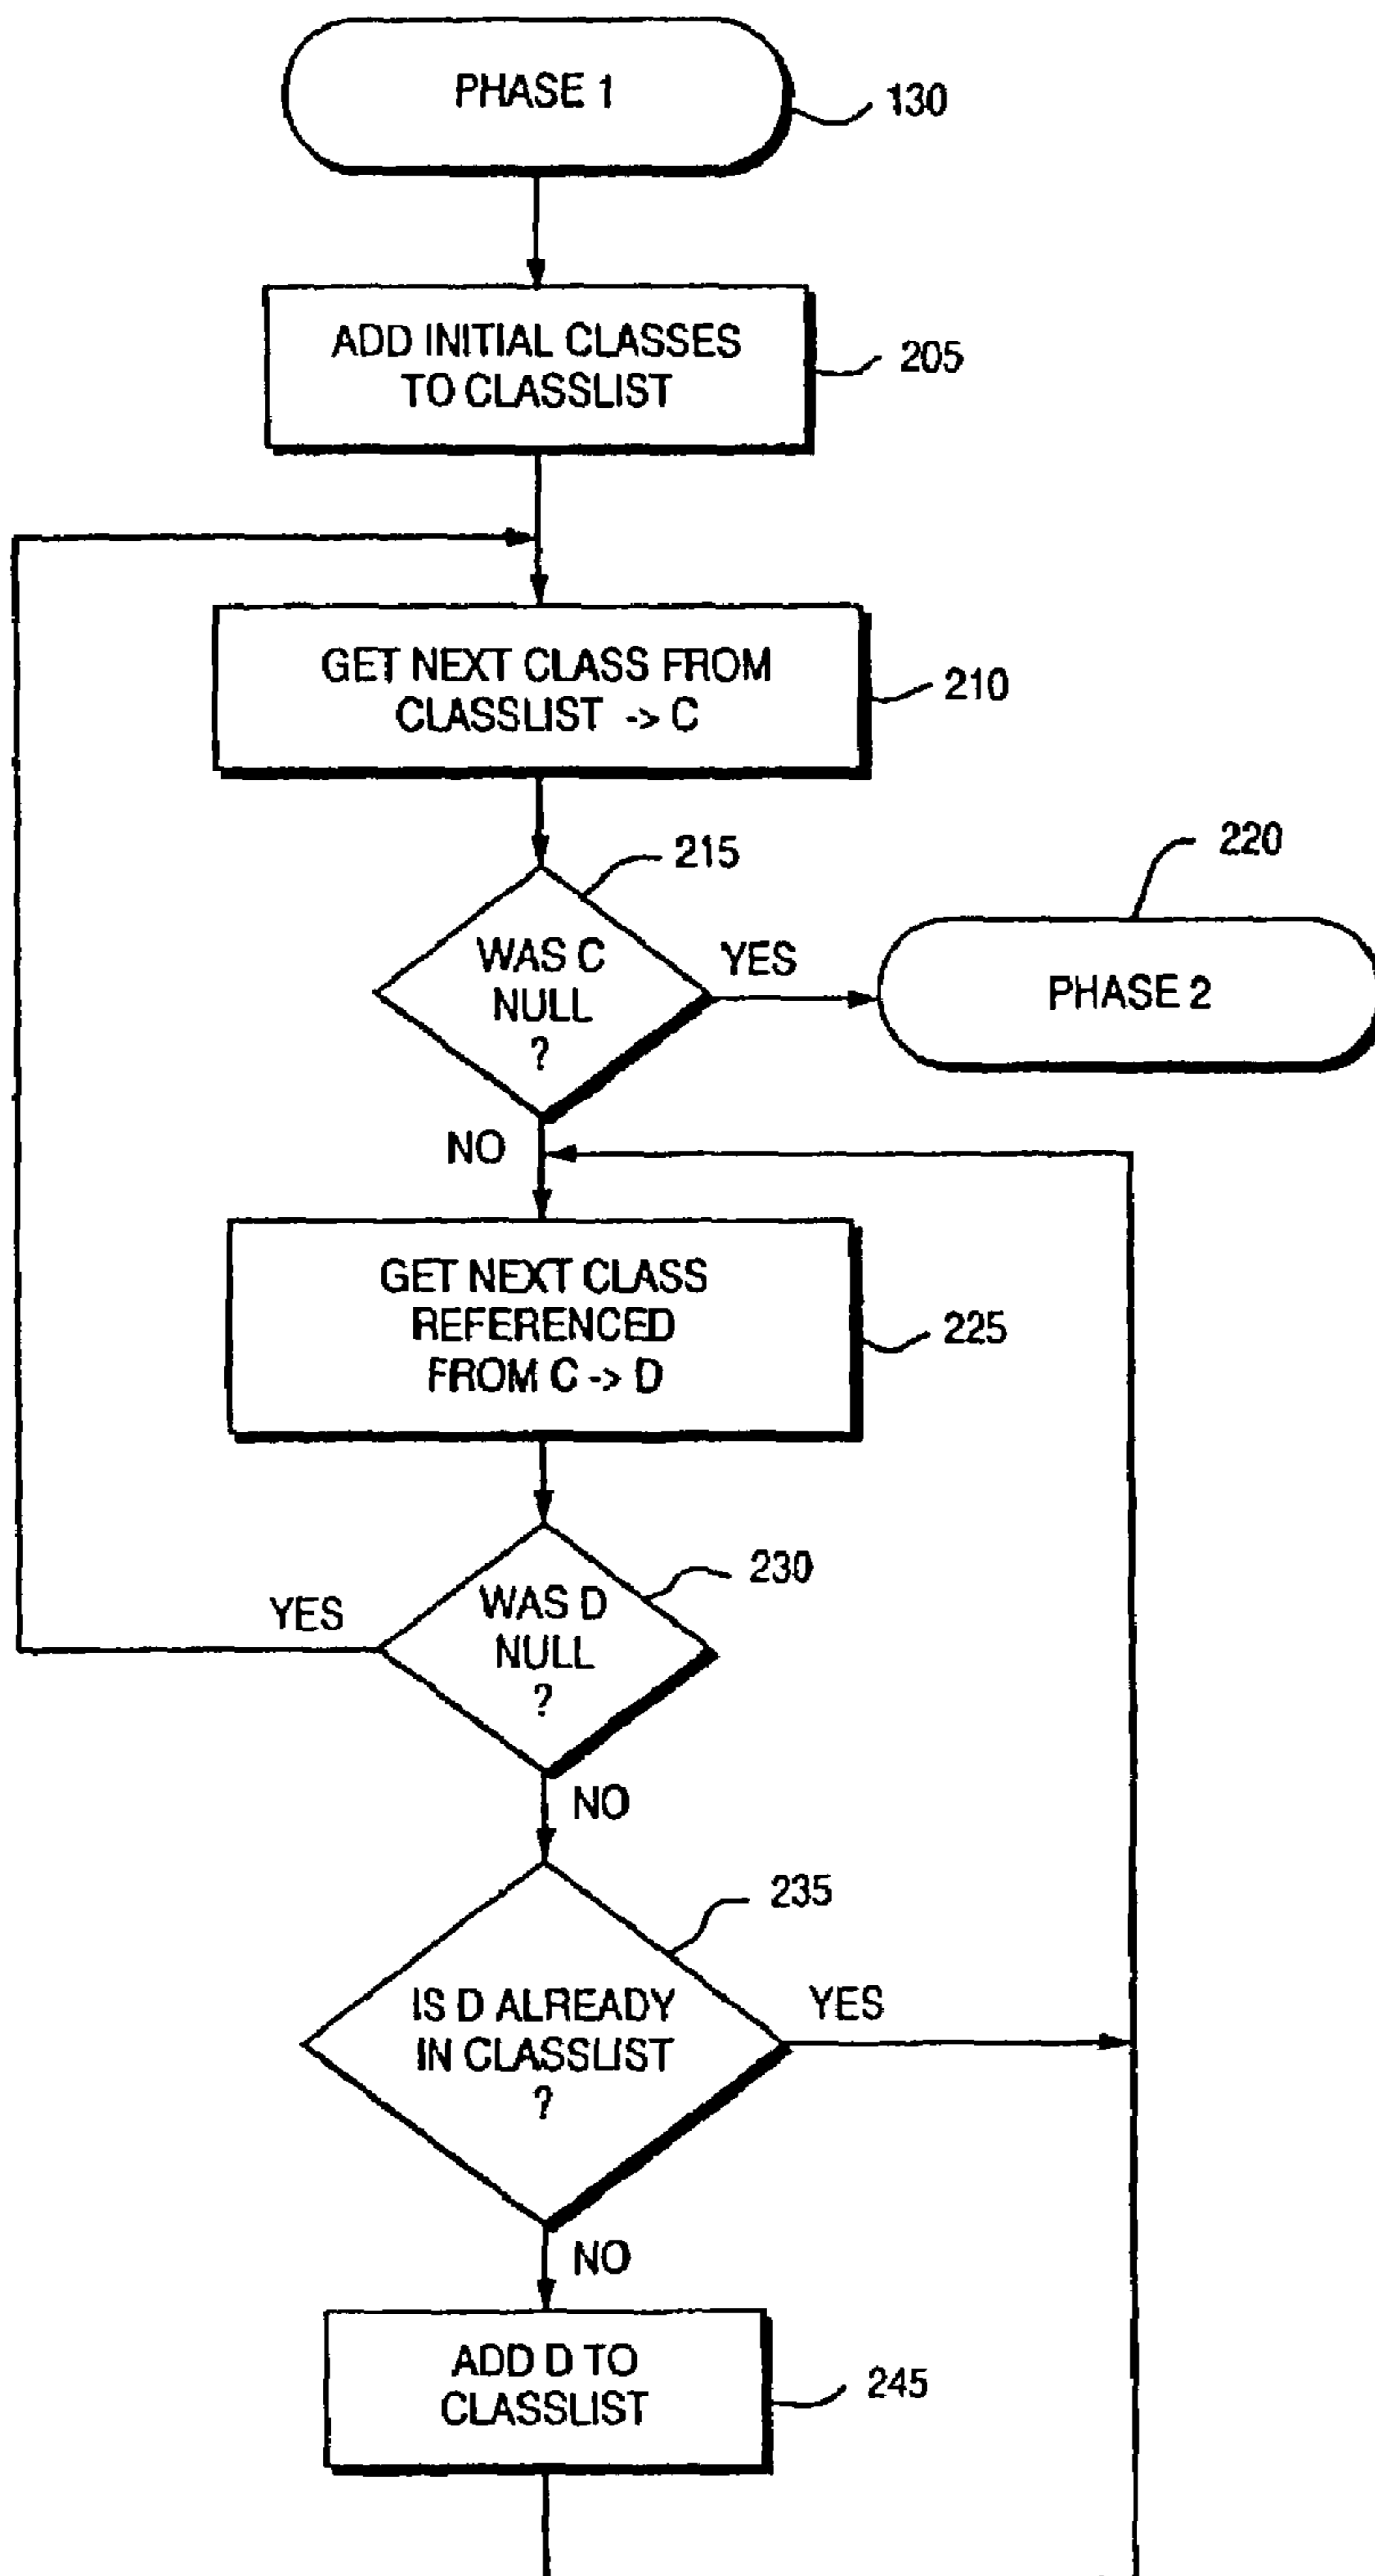 PHASE 1
130
ADD INITIAL CLASSES
TO CLASSLIST
205
GET NEXT CLASS FROM
CLASSLIST -> C
210
215
WAS C
NULL
?
YES
220
PHASE 2
NO
GET NEXT CLASS
REFERENCED
FROM C -> D
225
230
WAS D
NULL
?
YES
NO
235
IS D ALREADY
IN CLASSLIST
?
YES
NO
ADD D TO
CLASSLIST
245